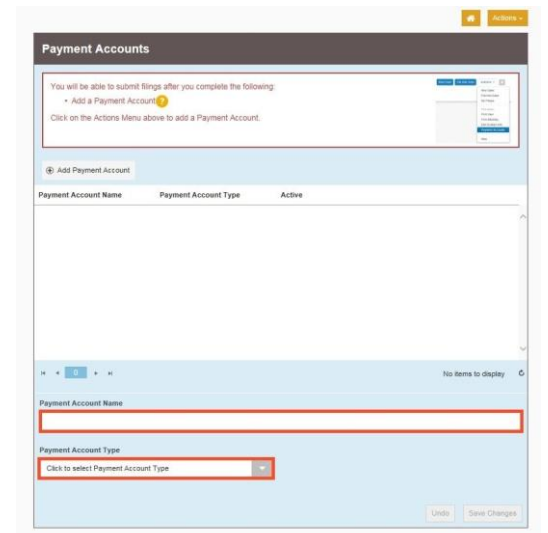 Actions
Payment Accounts
You will be able to submit filings after you complete the following:
• Add a Payment Account ?
Click on the Actions Menu above to add a Payment Account.
Add Payment Account
Payment Account Name Payment Account Type Active
0
No items to display
Payment Account Name
Payment Account Type
Click to select Payment Account Type
Undo Save Changes